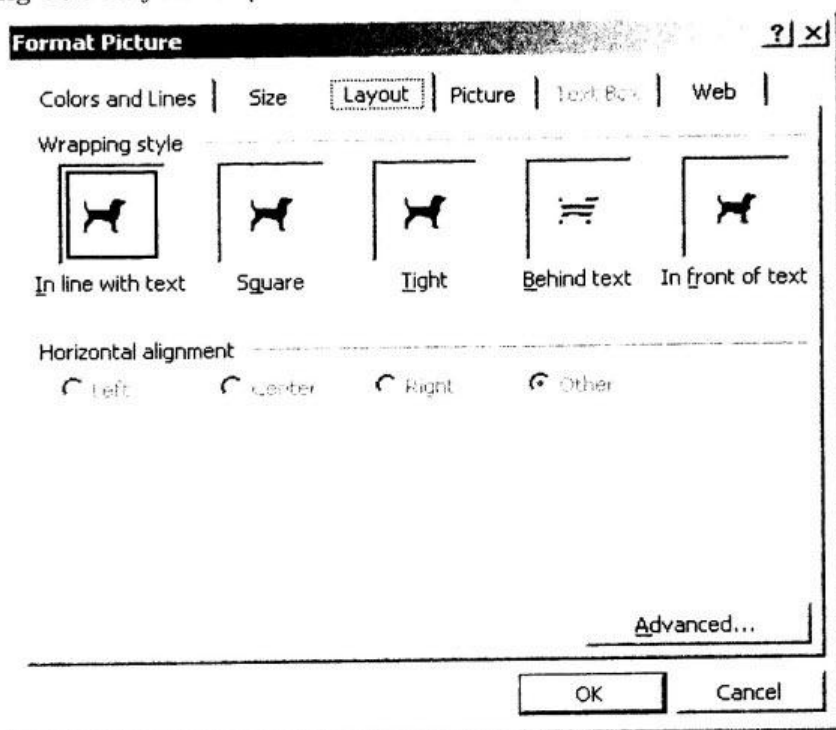 Format Picture ? ×
Colors and Lines Size Layout Picture Text Box Web
Wrapping style
In line with text Square Tight Behind text In front of text
Horizontal alignment
Left Center Right Other
Advanced...
OK Cancel